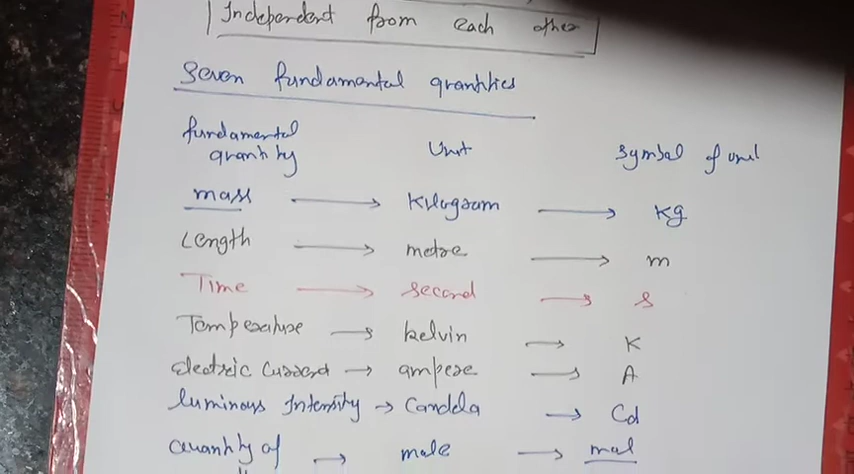 Independent from each other
Seven fundamental quantities
fundamental quantity Unit Symbol of unit
mass → Kilogram → Kg
Length → metre → m
Time → second → s
Temperature → kelvin → K
electric current → ampere → A
luminous Intensity → Candela → Cd
quantity of → mole → mol